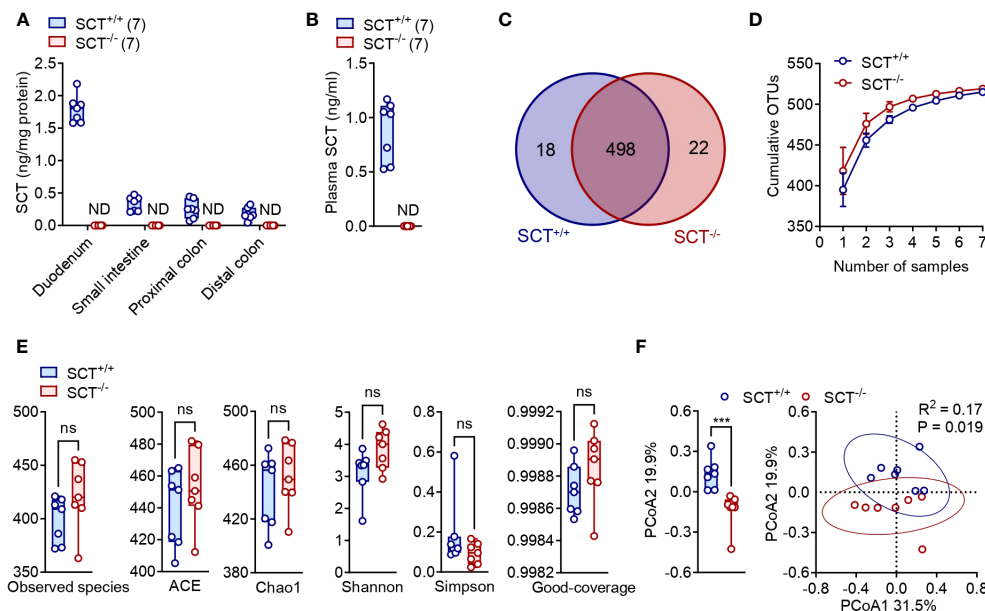 A
SCT+/+ (7)
SCT-/- (7)
SCT (ng/mg protein)
2.5
2.0
1.5
1.0
0.5
0
ND
ND
ND
ND
Duodenum
Small intestine
Proximal colon
Distal colon
B
SCT+/+ (7)
SCT-/- (7)
Plasma SCT (ng/ml)
1.5
1.0
0.5
0.0
ND
C
18
498
22
SCT+/+
SCT-/-
D
SCT+/+
SCT-/-
Cumulative OTUs
550
500
450
400
350
0 1 2 3 4 5 6 7
Number of samples
E
SCT+/+
SCT-/-
500
450
400
350
ns
Observed species
500
480
460
440
420
400
ns
ACE
500
460
420
380
ns
Chao1
5
4
3
2
1
0
ns
Shannon
0.8
0.6
0.4
0.2
0.0
ns
Simpson
0.9992
0.9990
0.9988
0.9986
0.9984
0.9982
ns
Good-coverage
F
SCT+/+
SCT-/-
PCoA2 19.9%
0.6
0.3
0.0
-0.3
-0.6
***
PCoA2 19.9%
0.6
0.3
0.0
-0.3
-0.6
R2 = 0.17
P = 0.019
-0.8 -0.4 0.0 0.4 0.8
PCoA1 31.5%